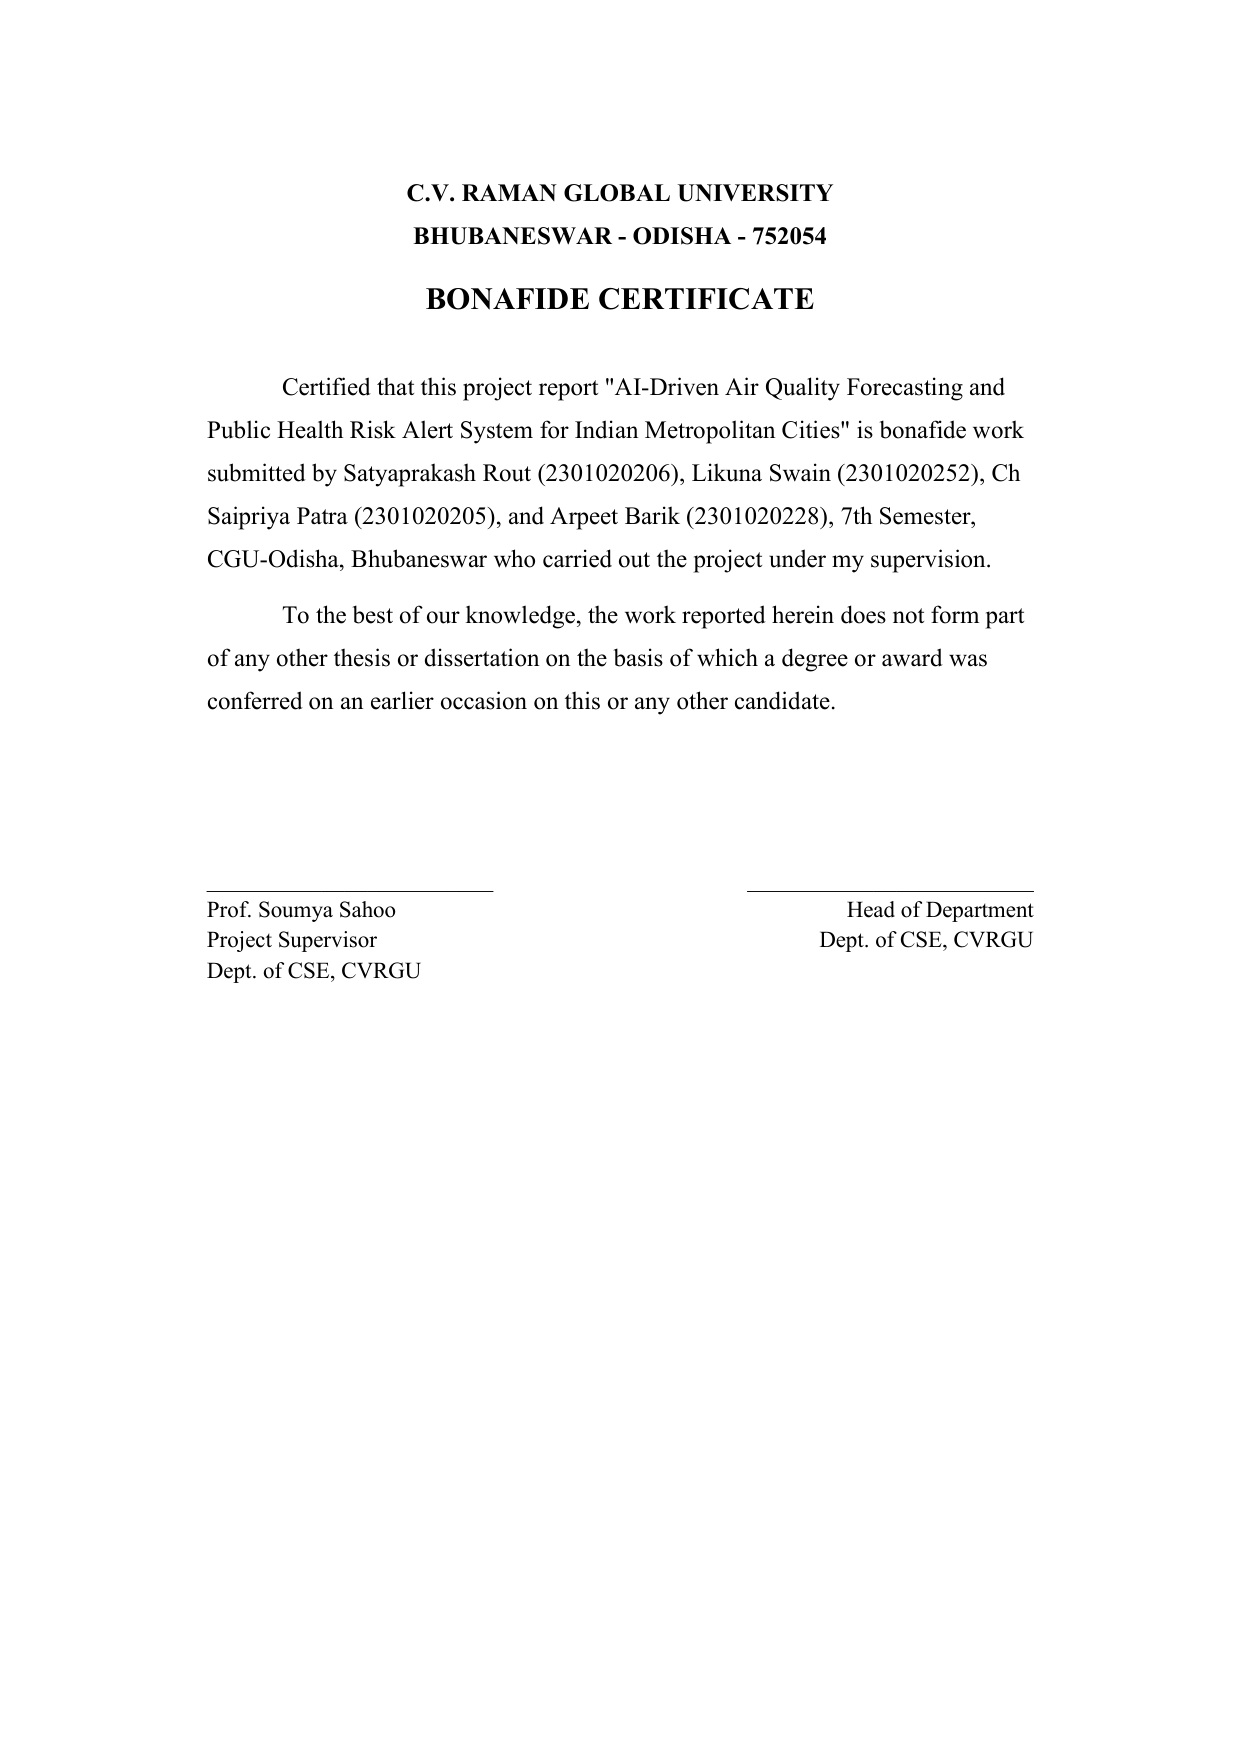 C.V. RAMAN GLOBAL UNIVERSITY
BHUBANESWAR - ODISHA - 752054
BONAFIDE CERTIFICATE
Certified that this project report "AI-Driven Air Quality Forecasting and
Public Health Risk Alert System for Indian Metropolitan Cities" is bonafide work
submitted by Satyaprakash Rout (2301020206), Likuna Swain (2301020252), Ch
Saipriya Patra (2301020205), and Arpeet Barik (2301020228), 7th Semester,
CGU-Odisha, Bhubaneswar who carried out the project under my supervision.
To the best of our knowledge, the work reported herein does not form part
of any other thesis or dissertation on the basis of which a degree or award was
conferred on an earlier occasion on this or any other candidate.
Prof. Soumya Sahoo
Project Supervisor
Dept. of CSE, CVRGU
Head of Department
Dept. of CSE, CVRGU